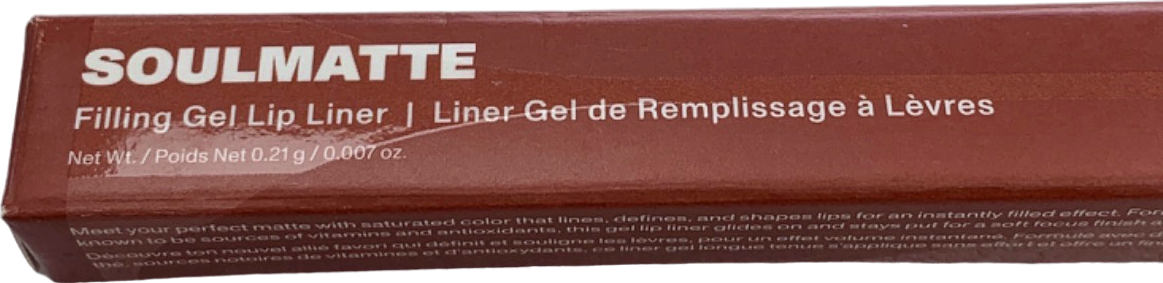 SOULMATTE
Filling Gel Lip Liner | Liner Gel de Remplissage à Lèvres
Net Wt. / Poids Net 0.21 g / 0.007 oz.
Meet your perfect matte with saturated color that lines, defines, and shapes lips for an instantly filled effect.
known to be sources of vitamins and antioxidants, this gel lip liner glides on and stays put for a soft focus finish
Découvre ton nouvel allié favori qui définit et souligne les lèvres, pour un effet volume instantané. Formulé avec
thé, sources notoires de vitamines et d'antioxydants, ce liner gel longue tenue s'applique sans effort et offre un